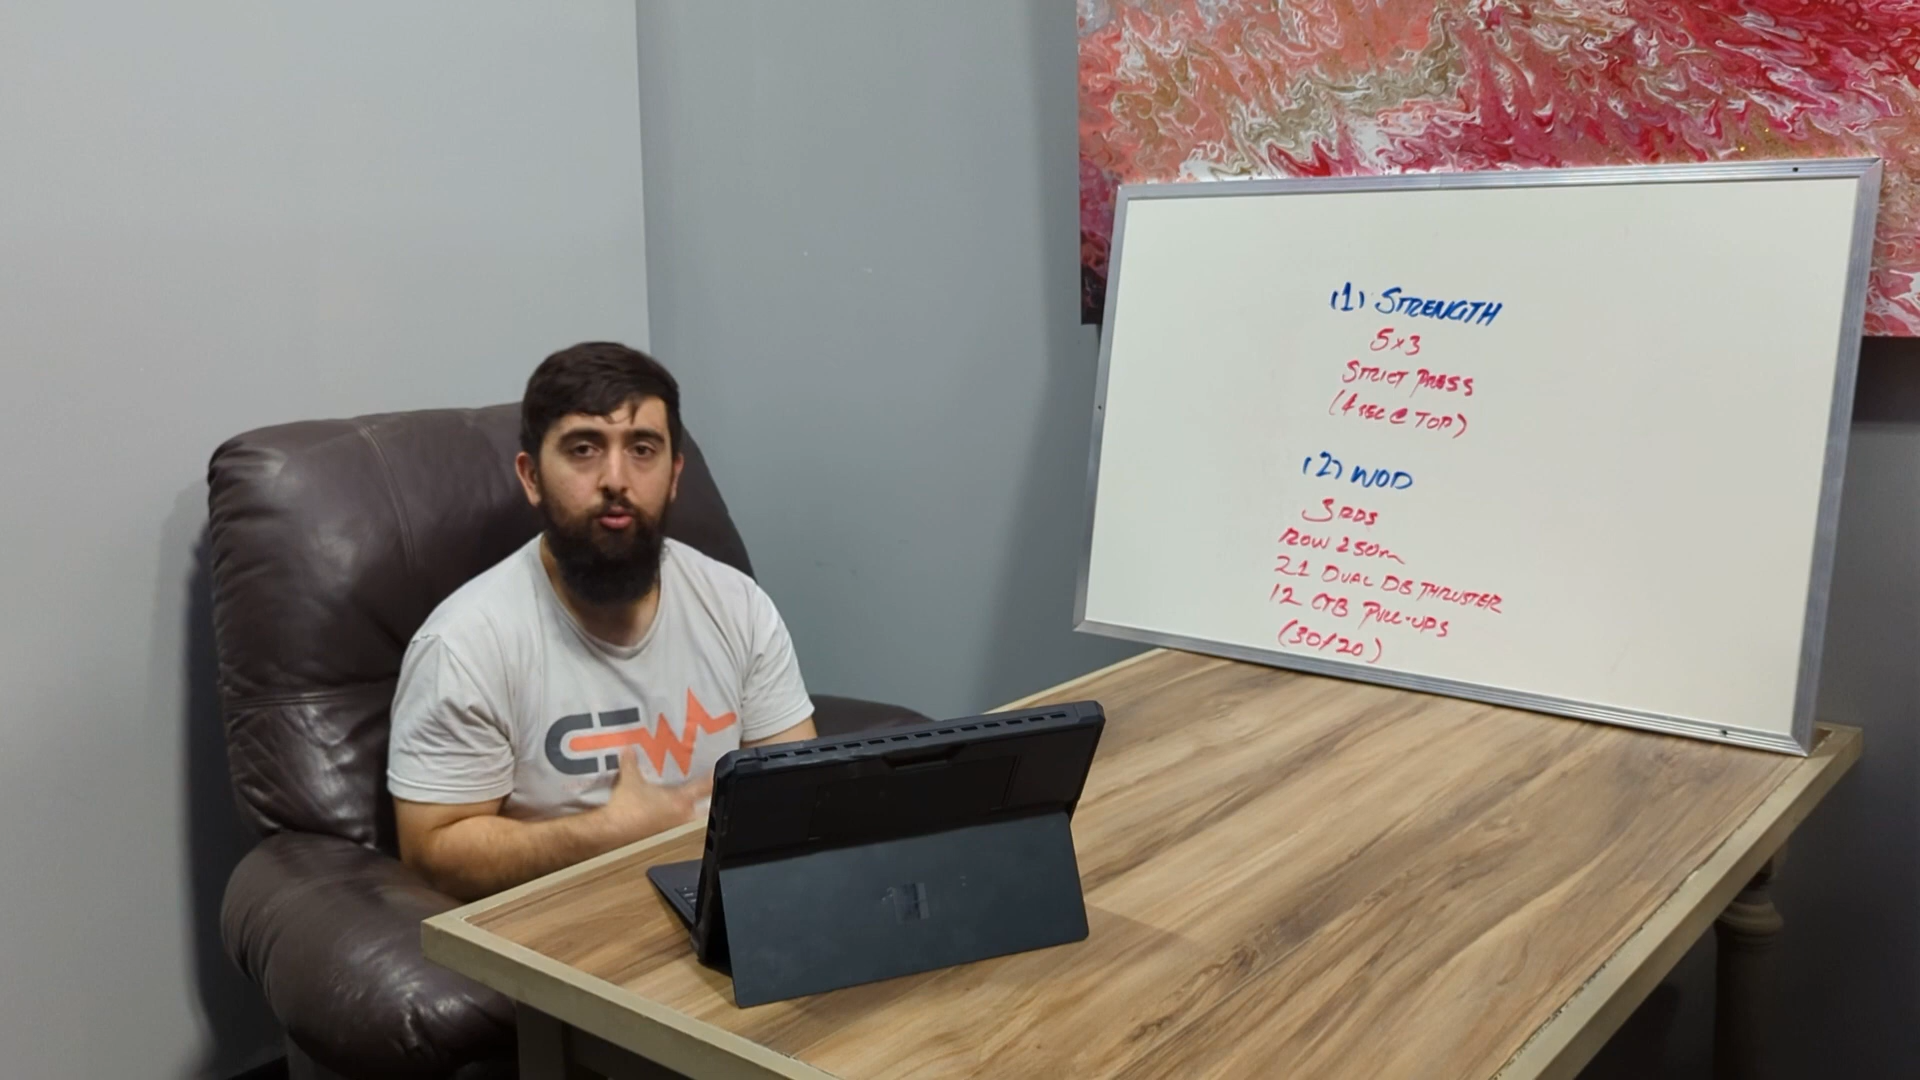 (1) STRENGTH
5x3
STRICT PRESS
(4 SEC @ TOP)
(2) WOD
3 RDS
ROW 250m
21 DUAL DB THRUSTER
12 CTB PULL-UPS
(30/20)
CFW